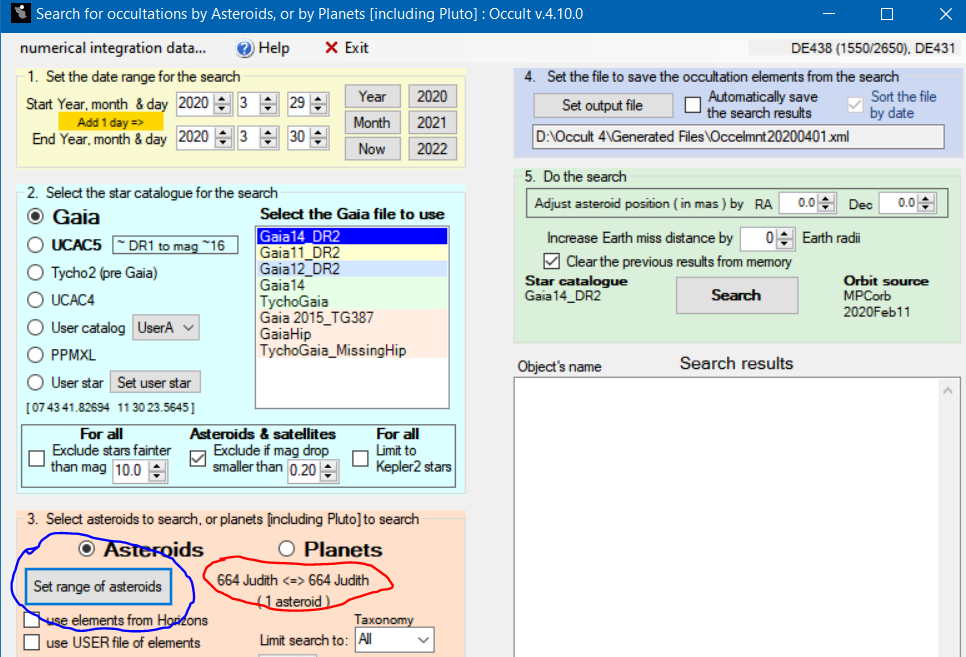 Search for occultations by Asteroids, or by Planets [including Pluto] : Occult v.4.10.0
numerical integration data... Help Exit DE438 (1550/2650), DE431
1. Set the date range for the search
Start Year, month & day 2020 3 29 Year 2020
Add 1 day =>
Month 2021
End Year, month & day 2020 3 30
Now 2022
2. Select the star catalogue for the search
Gaia
UCAC5 ~ DR1 to mag ~16
Tycho2 (pre Gaia)
UCAC4
User catalog UserA
PPMXL
User star Set user star
[ 07 43 41.82694 11 30 23.5645 ]
Select the Gaia file to use
Gaia14_DR2
Gaia11_DR2
Gaia12_DR2
Gaia14
TychoGaia
Gaia 2015_TG387
GaiaHip
TychoGaia_MissingHip
For all
Exclude stars fainter
than mag 10.0
Asteroids & satellites
Exclude if mag drop
smaller than 0.20
For all
Limit to
Kepler2 stars
3. Select asteroids to search, or planets [including Pluto] to search
Asteroids Planets
Set range of asteroids
664 Judith <=> 664 Judith
( 1 asteroid )
use elements from Horizons
use USER file of elements
Taxonomy
Limit search to: All
4. Set the file to save the occultation elements from the search
Set output file
Automatically save
the search results
Sort the file
by date
D:\Occult 4\Generated Files\Occelmnt20200401.xml
5. Do the search
Adjust asteroid position ( in mas ) by RA 0.0 Dec 0.0
Increase Earth miss distance by 0 Earth radii
Clear the previous results from memory
Star catalogue
Gaia14_DR2
Search
Orbit source
MPCorb
2020Feb11
Object's name Search results